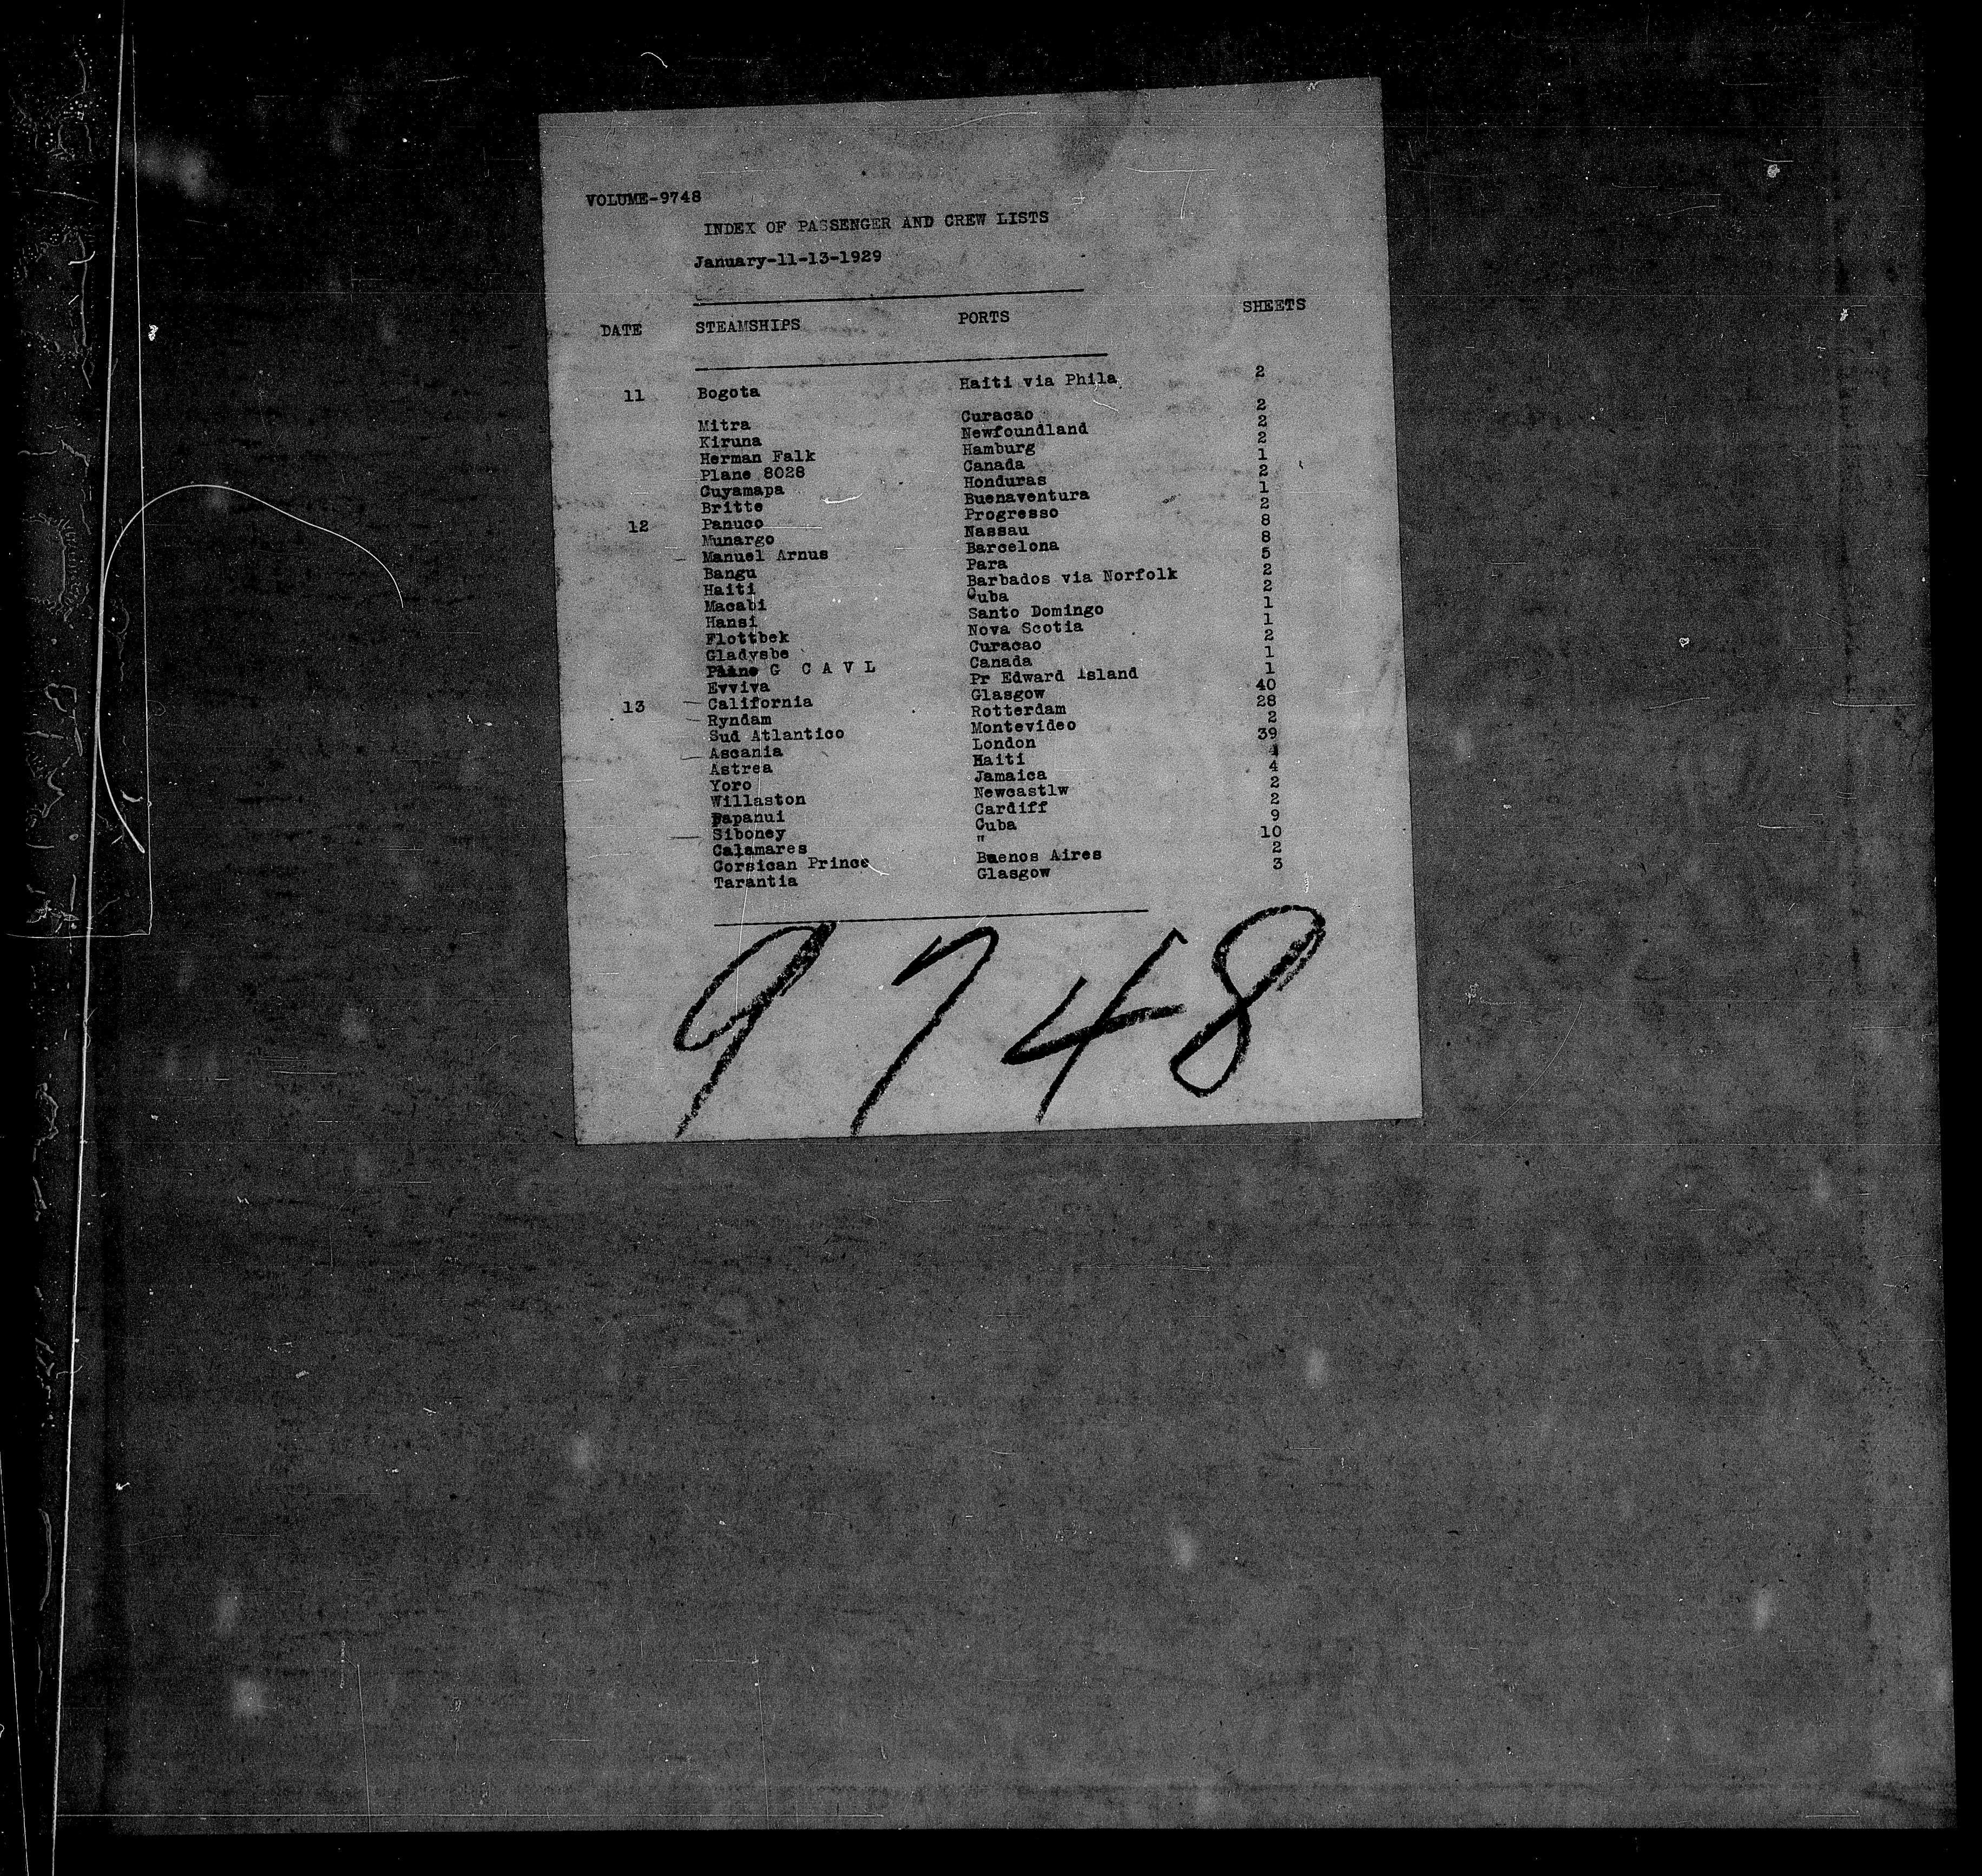 VOLUME-9748
INDEX OF PASSENGER AND CREW LISTS
January-11-13-1929
DATE STEAMSHIPS PORTS SHEETS
11 Bogota Haiti via Phila. 2
Mitra Curacao 2
Kiruna Newfoundland 2
Herman Falk Hamburg 2
Plane 8028 Canada 1
Cuyamapa Honduras 2
Britte Buenaventura 1
12 Panuco Progresso 2
Munargo Nassau 8
Manuel Arnus Barcelona 8
Bangu Para 5
Haiti Barbados via Norfolk 2
Macabi Cuba 2
Hansi Santo Domingo 1
Flottbek Nova Scotia 1
Gladysbe Curacao 2
Plane G C A V L Canada 1
Evviva Pr Edward Island 1
13 California Glasgow 40
Ryndam Rotterdam 28
Sud Atlantico Montevideo 2
Ascania London 39
Astrea Haiti 4
Yoro Jamaica 4
Willaston Newcastlw 2
Papanui Cardiff 2
Siboney Cuba 9
Calamares " 10
Corsican Prince Buenos Aires 2
Tarantia Glasgow 3
9748